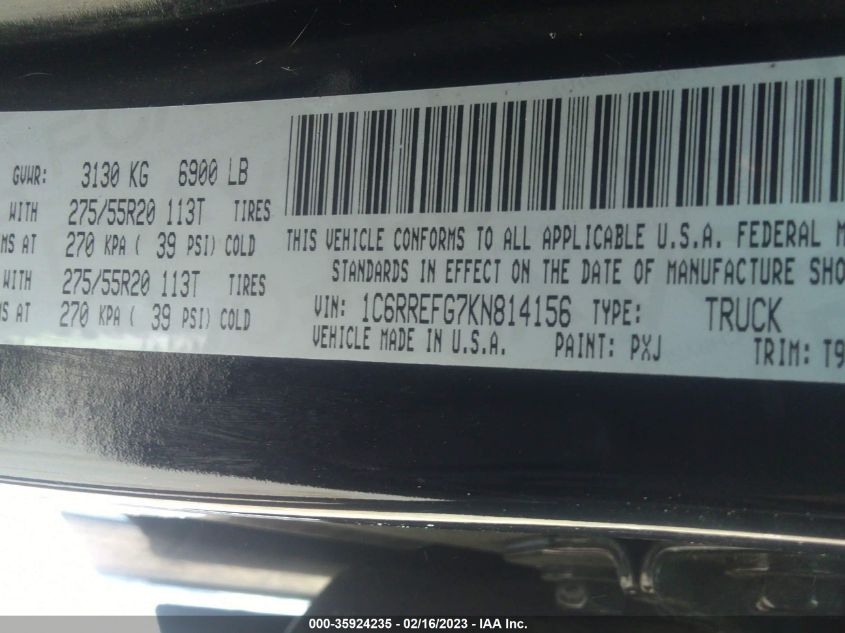 GVWR: 3130 KG 6900 LB
WITH 275/55R20 113T TIRES
MS AT 270 KPA ( 39 PSI) COLD
WITH 275/55R20 113T TIRES
MS AT 270 KPA ( 39 PSI) COLD
THIS VEHICLE CONFORMS TO ALL APPLICABLE U.S.A. FEDERAL M
STANDARDS IN EFFECT ON THE DATE OF MANUFACTURE SHO
VIN: 1C6RREFG7KN814156 TYPE: TRUCK
VEHICLE MADE IN U.S.A. PAINT: PXJ TRIM: T9
000-35924235 - 02/16/2023 - IAA Inc.